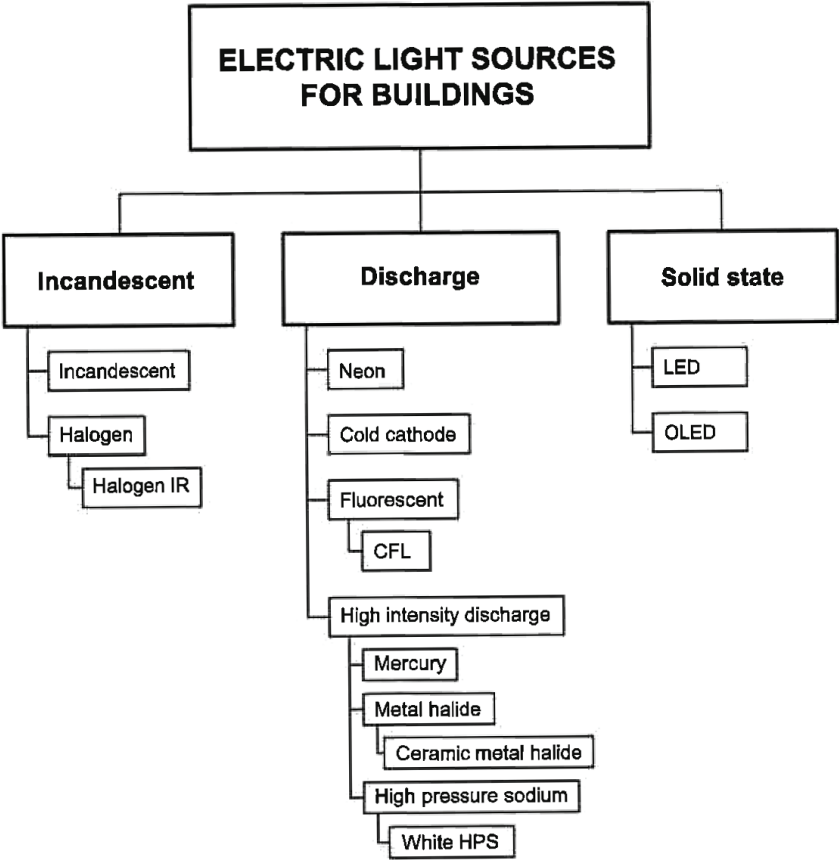 ELECTRIC LIGHT SOURCES
FOR BUILDINGS
Incandescent
Incandescent
Halogen
Halogen IR
Discharge
Neon
Cold cathode
Fluorescent
CFL
High intensity discharge
Mercury
Metal halide
Ceramic metal halide
High pressure sodium
White HPS
Solid state
LED
OLED